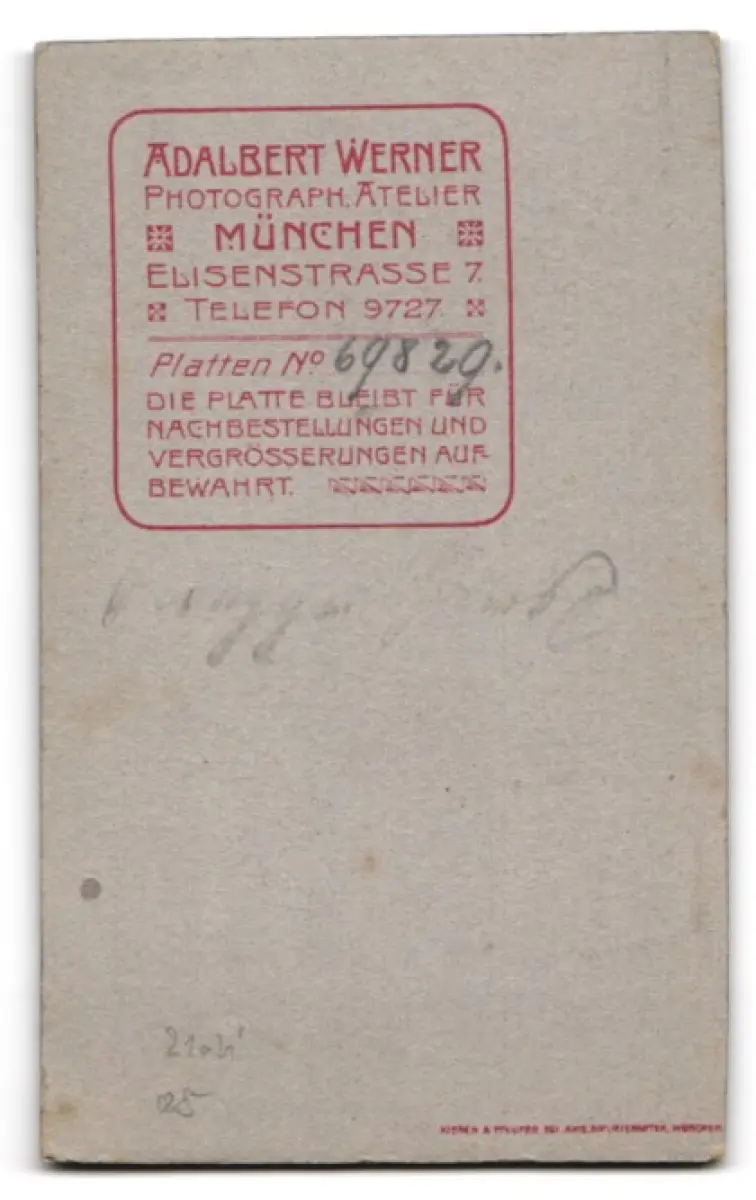 ADALBERT WERNER
PHOTOGRAPH. ATELIER
MÜNCHEN
ELISENSTRASSE 7.
TELEFON 9727.
Platten No 69829.
DIE PLATTE BLEIBT FÜR
NACHBESTELLUNGEN UND
VERGRÖSSERUNGEN AUF-
BEWAHRT.
25